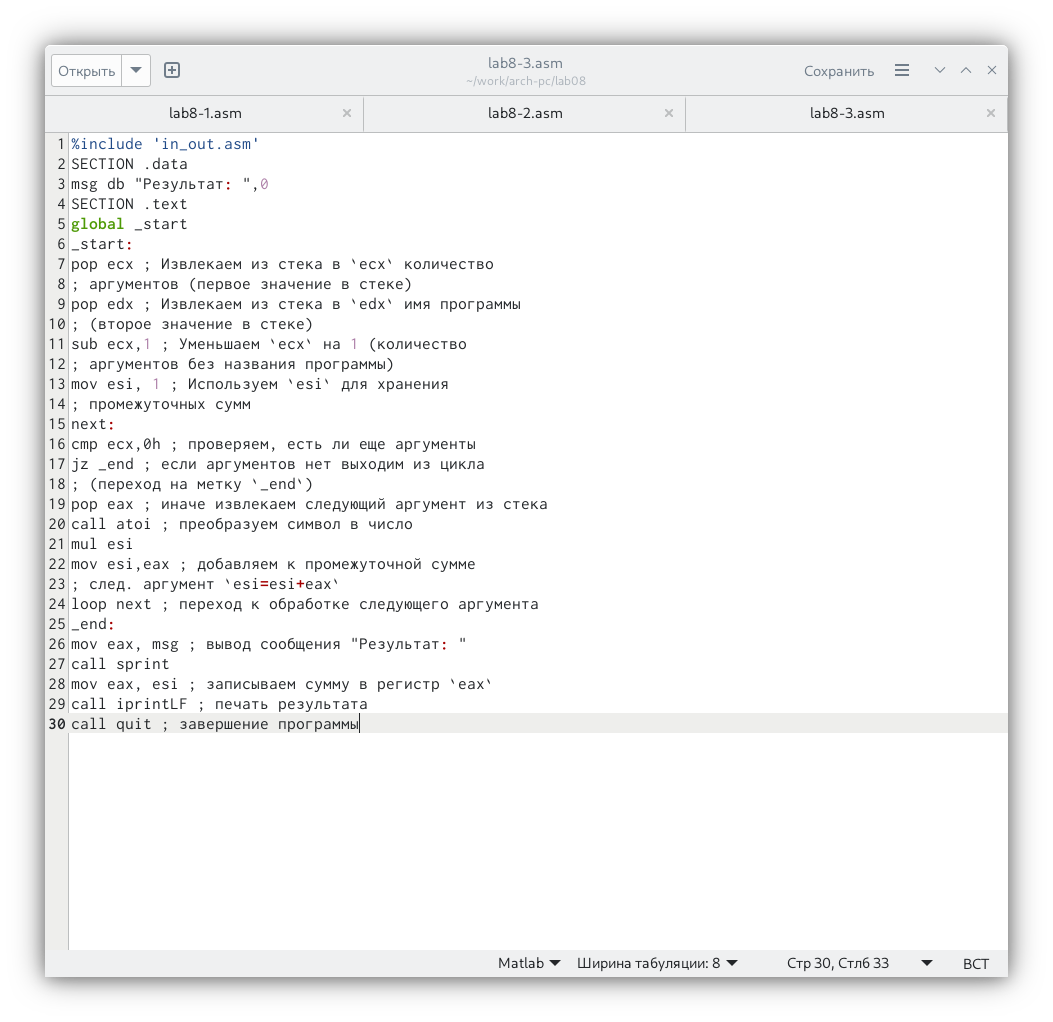 Открыть
lab8-3.asm
~/work/arch-pc/lab08
Сохранить
lab8-1.asm
lab8-2.asm
lab8-3.asm
1 %include 'in_out.asm'
2 SECTION .data
3 msg db "Результат: ",0
4 SECTION .text
5 global _start
6 _start:
7 pop ecx ; Извлекаем из стека в `ecx` количество
8 ; аргументов (первое значение в стеке)
9 pop edx ; Извлекаем из стека в `edx` имя программы
10 ; (второе значение в стеке)
11 sub ecx,1 ; Уменьшаем `ecx` на 1 (количество
12 ; аргументов без названия программы)
13 mov esi, 1 ; Используем `esi` для хранения
14 ; промежуточных сумм
15 next:
16 cmp ecx,0h ; проверяем, есть ли еще аргументы
17 jz _end ; если аргументов нет выходим из цикла
18 ; (переход на метку `_end`)
19 pop eax ; иначе извлекаем следующий аргумент из стека
20 call atoi ; преобразуем символ в число
21 mul esi
22 mov esi,eax ; добавляем к промежуточной сумме
23 ; след. аргумент `esi=esi+eax`
24 loop next ; переход к обработке следующего аргумента
25 _end:
26 mov eax, msg ; вывод сообщения "Результат: "
27 call sprint
28 mov eax, esi ; записываем сумму в регистр `eax`
29 call iprintLF ; печать результата
30 call quit ; завершение программы
Matlab
Ширина табуляции: 8
Стр 30, Стлб 33
ВСТ